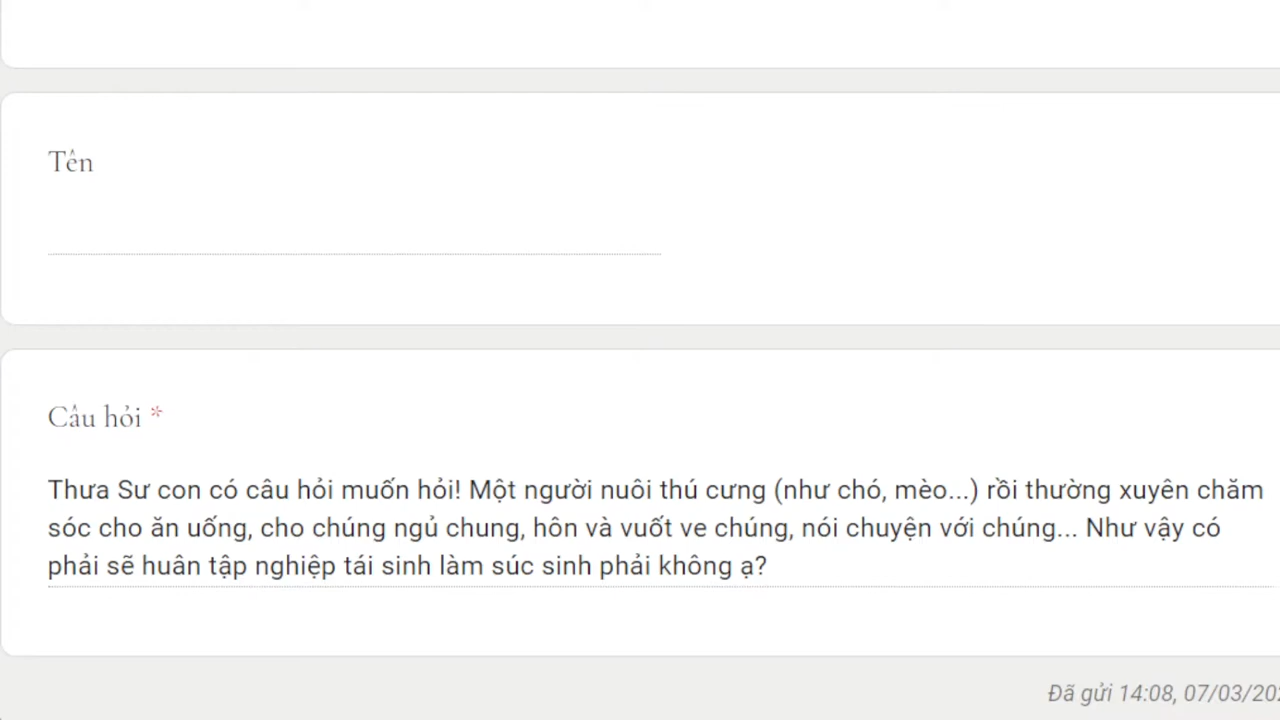 Tên
Câu hỏi *
Thưa Sư con có câu hỏi muốn hỏi! Một người nuôi thú cưng (như chó, mèo...) rồi thường xuyên chăm
sóc cho ăn uống, cho chúng ngủ chung, hôn và vuốt ve chúng, nói chuyện với chúng... Như vậy có
phải sẽ huân tập nghiệp tái sinh làm súc sinh phải không ạ?
Đã gửi 14:08, 07/03/202